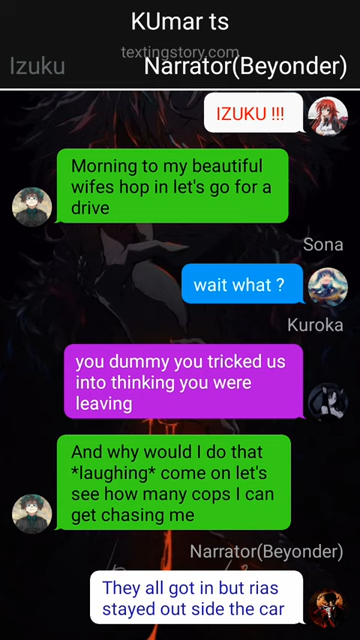 KUmar ts
textingstory.com
Izuku
Narrator(Beyonder)
IZUKU !!!
Morning to my beautiful
wifes hop in let's go for a
drive
Sona
wait what ?
Kuroka
you dummy you tricked us
into thinking you were
leaving
And why would I do that
*laughing* come on let's
see how many cops I can
get chasing me
Narrator(Beyonder)
They all got in but rias
stayed out side the car